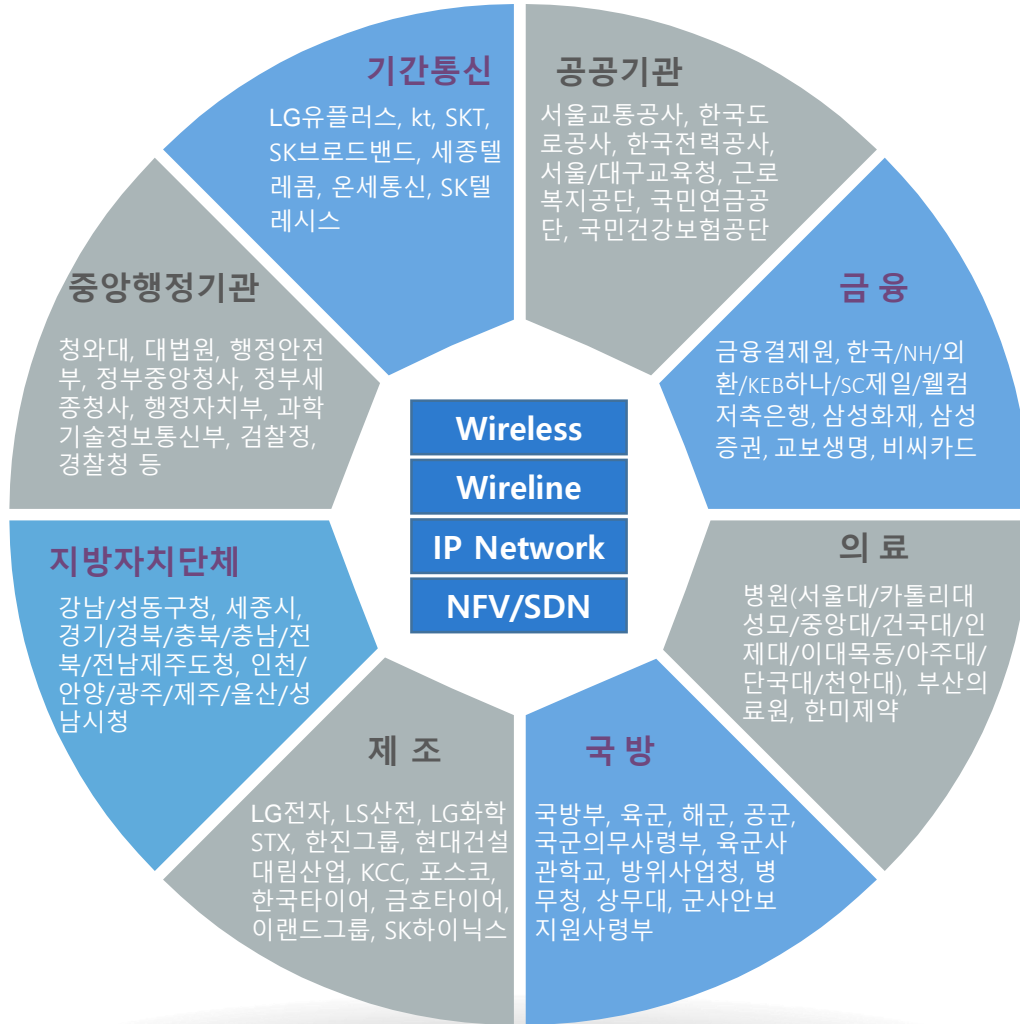 기간통신
LG유플러스, kt, SKT,
SK브로드밴드, 세종텔
레콤, 온세통신, SK텔
레시스
공공기관
서울교통공사, 한국도
로공사, 한국전력공사,
서울/대구교육청, 근로
복지공단, 국민연금공
단, 국민건강보험공단
금 융
금융결제원, 한국/NH/외
환/KEB하나/SC제일/웰컴
저축은행, 삼성화재, 삼성
증권, 교보생명, 비씨카드
의 료
병원(서울대/카톨리대
성모/중앙대/건국대/인
제대/이대목동/아주대/
단국대/천안대), 부산의
료원, 한미제약
국 방
국방부, 육군, 해군, 공군,
국군의무사령부, 육군사
관학교, 방위사업청, 병
무청, 상무대, 군사안보
지원사령부
제 조
LG전자, LS산전, LG화학
STX, 한진그룹, 현대건설
대림산업, KCC, 포스코,
한국타이어, 금호타이어,
이랜드그룹, SK하이닉스
지방자치단체
강남/성동구청, 세종시,
경기/경북/충북/충남/전
북/전남제주도청, 인천/
안양/광주/제주/울산/성
남시청
중앙행정기관
청와대, 대법원, 행정안전
부, 정부중앙청사, 정부세
종청사, 행정자치부, 과학
기술정보통신부, 검찰청,
경찰청 등
Wireless
Wireline
IP Network
NFV/SDN